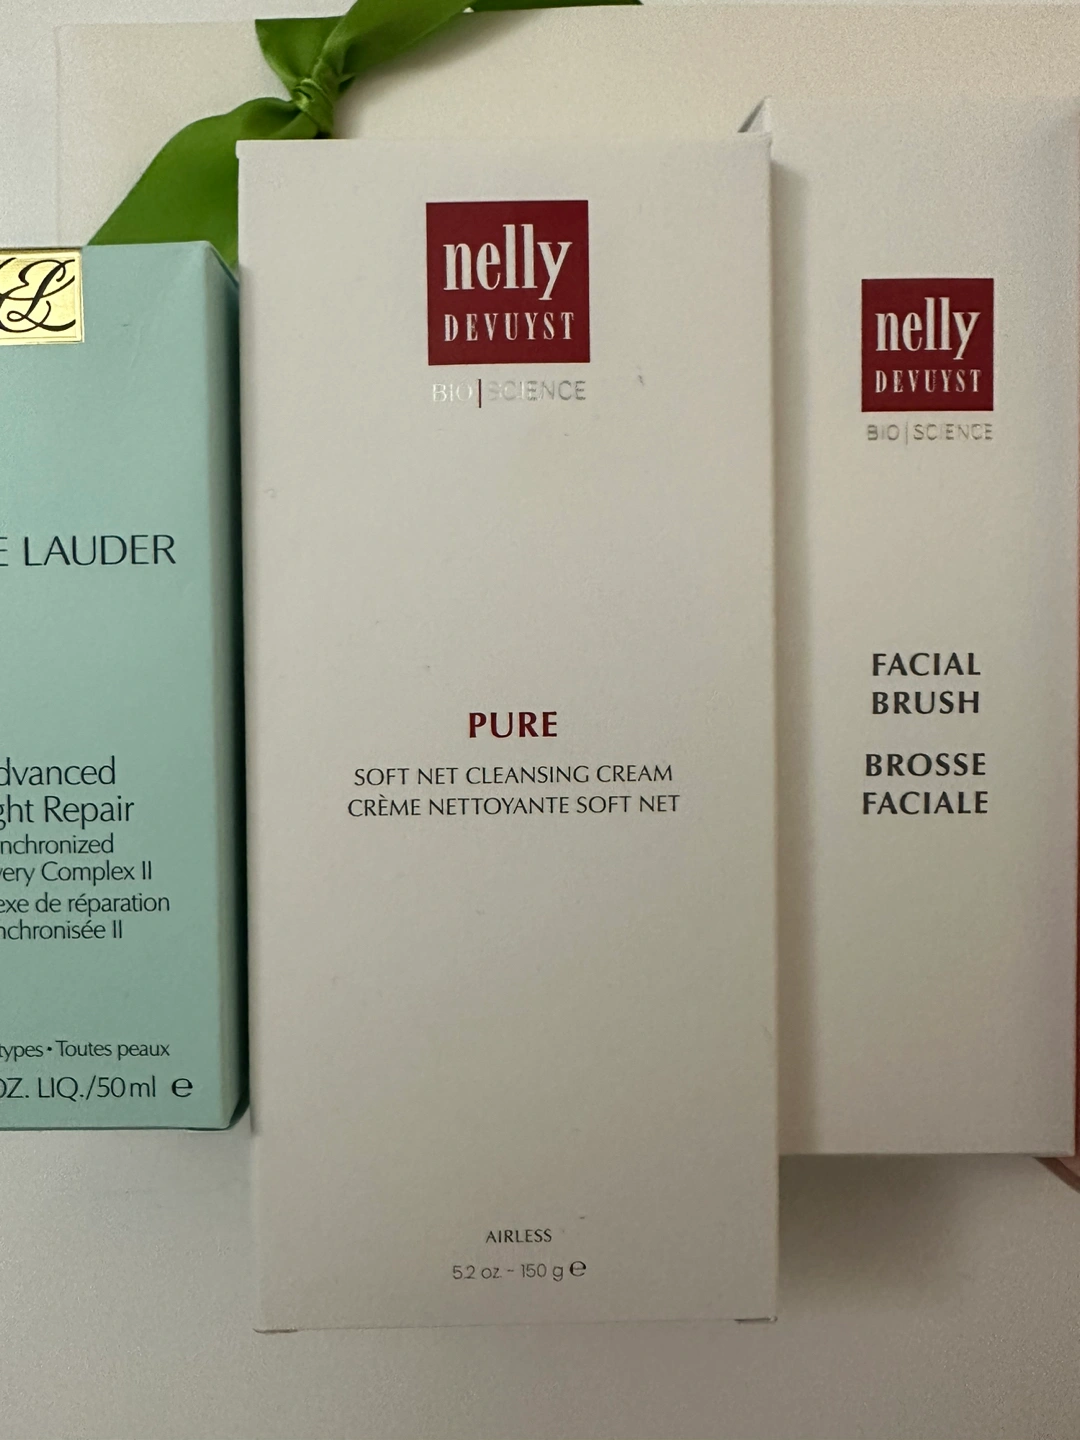 E LAUDER
dvanced
ght Repair
nchronized
very Complex II
exe de réparation
nchronisée II
types • Toutes peaux
OZ. LIQ./50 ml e
nelly
DEVUYST
BIO|SCIENCE
PURE
SOFT NET CLEANSING CREAM
CRÈME NETTOYANTE SOFT NET
AIRLESS
5.2 oz. - 150 g e
nelly
DEVUYST
BIO|SCIENCE
FACIAL
BRUSH
BROSSE
FACIALE